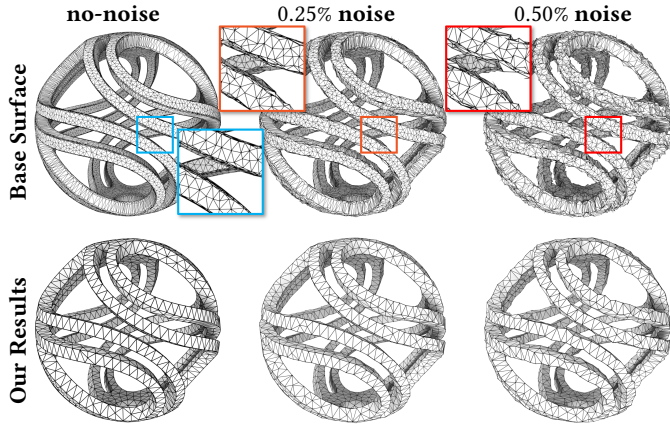 no-noise
0.25% noise
0.50% noise
Base Surface
Our Results